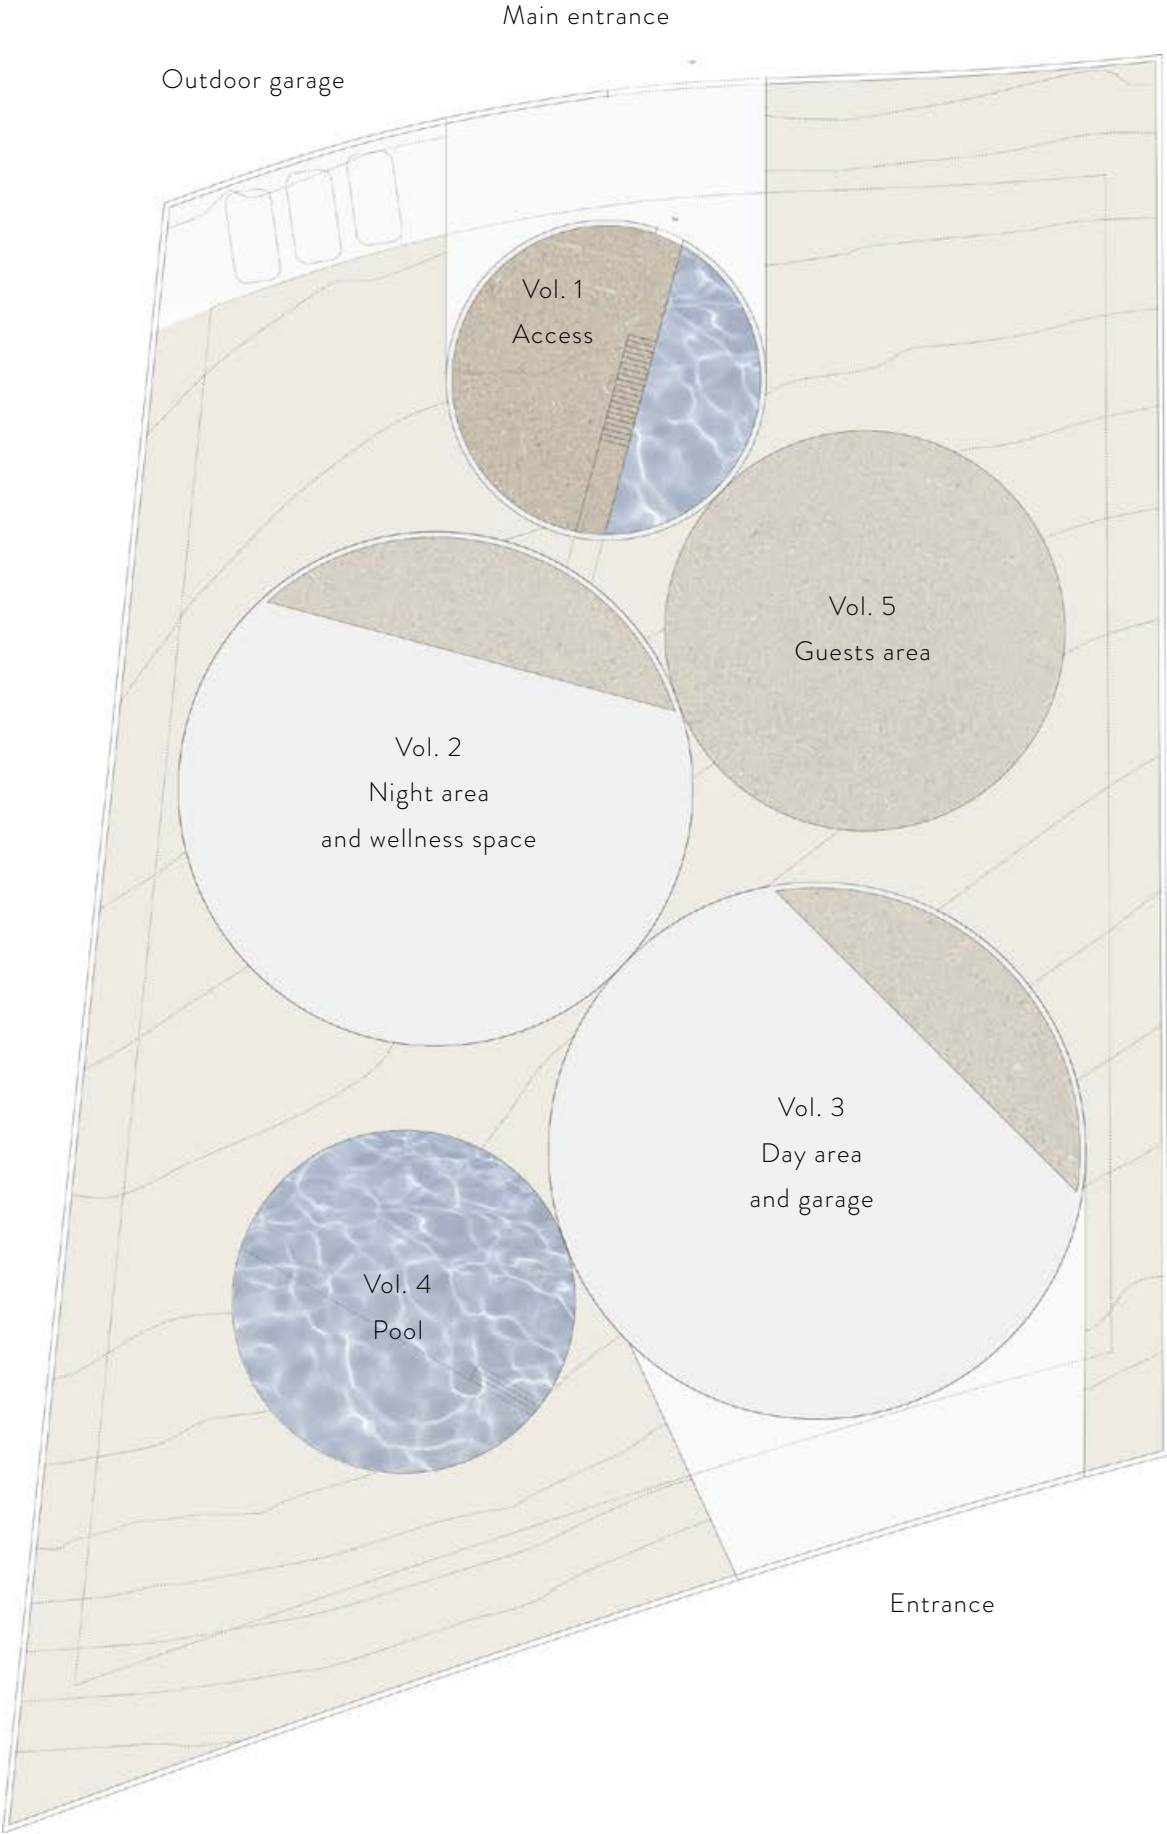 Main entrance
Outdoor garage
Vol. 1
Access
Vol. 5
Guests area
Vol. 2
Night area
and wellness space
Vol. 3
Day area
and garage
Vol. 4
Pool
Entrance